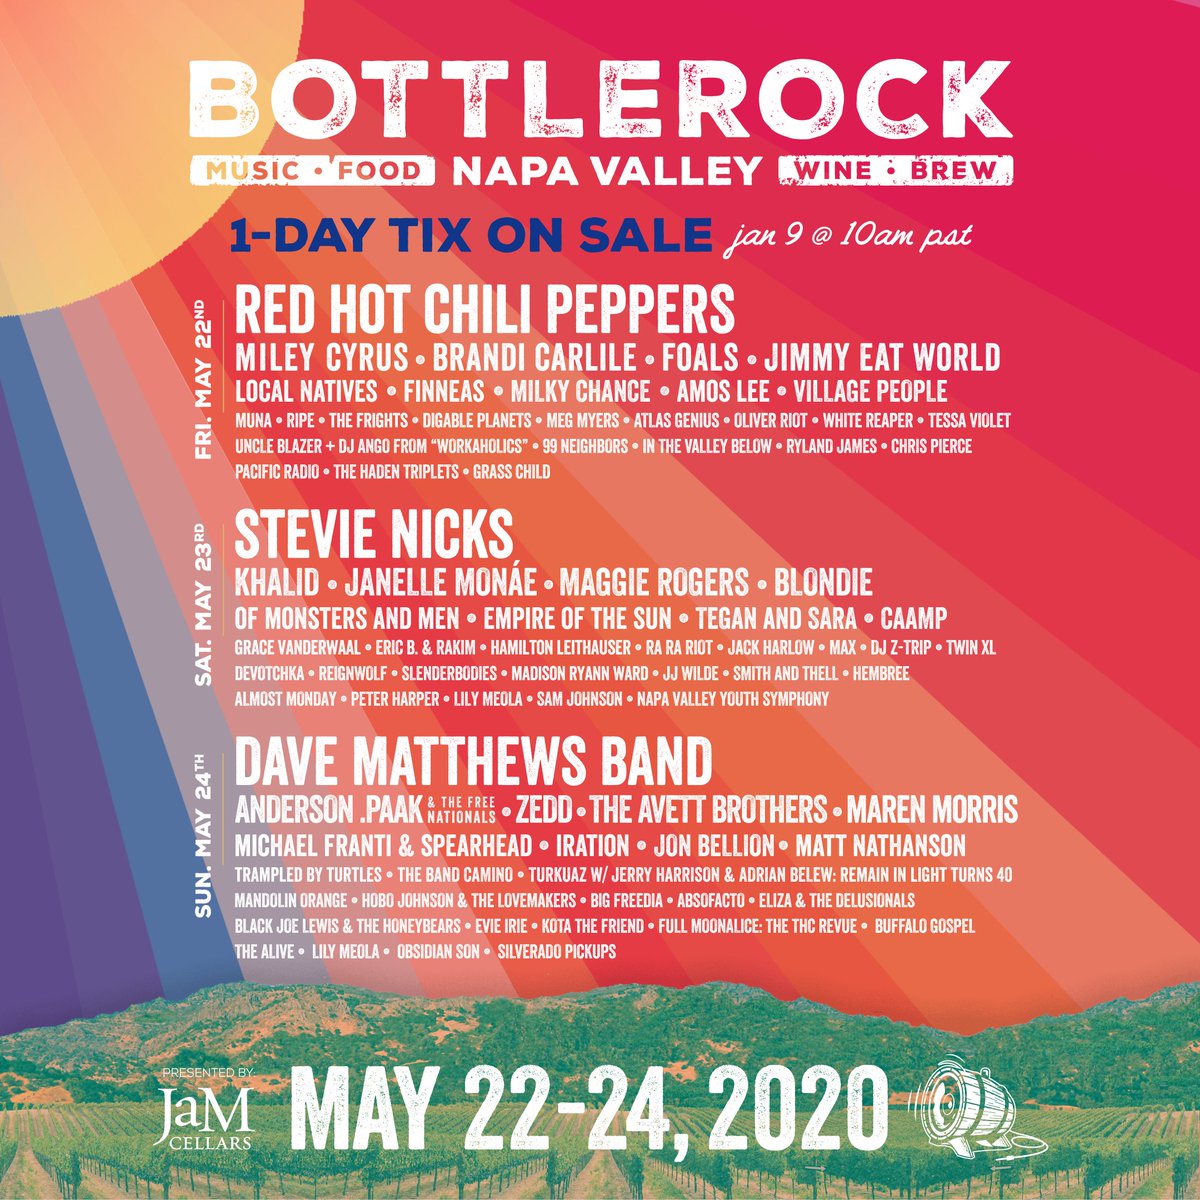 BOTTLEROCK
MUSIC • FOOD NAPA VALLEY WINE • BREW
1-DAY TIX ON SALE jan 9 @ 10am pst
FRI. MAY 22ND
RED HOT CHILI PEPPERS
MILEY CYRUS • BRANDI CARLILE • FOALS • JIMMY EAT WORLD
LOCAL NATIVES • FINNEAS • MILKY CHANCE • AMOS LEE • VILLAGE PEOPLE
MUNA • RIPE • THE FRIGHTS • DIGABLE PLANETS • MEG MYERS • ATLAS GENIUS • OLIVER RIOT • WHITE REAPER • TESSA VIOLET
UNCLE BLAZER + DJ ANGO FROM “WORKAHOLICS” • 99 NEIGHBORS • IN THE VALLEY BELOW • RYLAND JAMES • CHRIS PIERCE
PACIFIC RADIO • THE HADEN TRIPLETS • GRASS CHILD
SAT. MAY 23RD
STEVIE NICKS
KHALID • JANELLE MONÁE • MAGGIE ROGERS • BLONDIE
OF MONSTERS AND MEN • EMPIRE OF THE SUN • TEGAN AND SARA • CAAMP
GRACE VANDERWAAL • ERIC B. & RAKIM • HAMILTON LEITHAUSER • RA RA RIOT • JACK HARLOW • MAX • DJ Z-TRIP • TWIN XL
DEVOTCHKA • REIGNWOLF • SLENDERBODIES • MADISON RYANN WARD • JJ WILDE • SMITH AND THELL • HEMBREE
ALMOST MONDAY • PETER HARPER • LILY MEOLA • SAM JOHNSON • NAPA VALLEY YOUTH SYMPHONY
SUN. MAY 24TH
DAVE MATTHEWS BAND
ANDERSON .PAAK & THE FREE NATIONALS • ZEDD • THE AVETT BROTHERS • MAREN MORRIS
MICHAEL FRANTI & SPEARHEAD • IRATION • JON BELLION • MATT NATHANSON
TRAMPLED BY TURTLES • THE BAND CAMINO • TURKUAZ W/ JERRY HARRISON & ADRIAN BELEW: REMAIN IN LIGHT TURNS 40
MANDOLIN ORANGE • HOBO JOHNSON & THE LOVEMAKERS • BIG FREEDIA • ABSOFACTO • ELIZA & THE DELUSIONALS
BLACK JOE LEWIS & THE HONEYBEARS • EVIE IRIE • KOTA THE FRIEND • FULL MOONALICE: THE THC REVUE • BUFFALO GOSPEL
THE ALIVE • LILY MEOLA • OBSIDIAN SON • SILVERADO PICKUPS
PRESENTED BY:
JaM
CELLARS
MAY 22-24, 2020